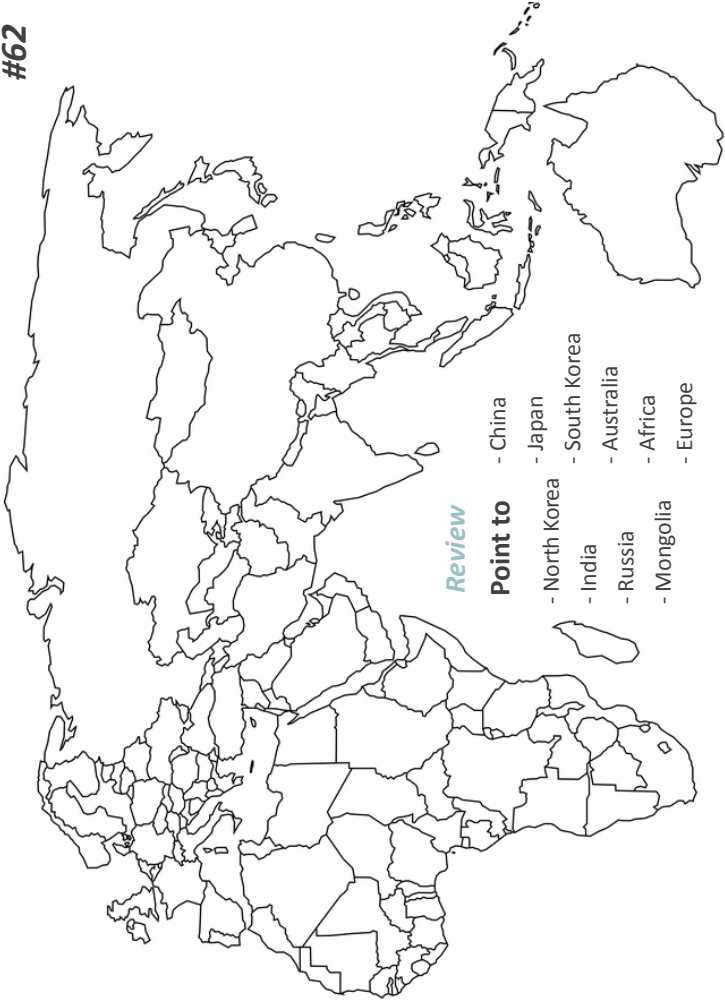 #62
Review
Point to
- North Korea
- India
- Russia
- Mongolia
- China
- Japan
- South Korea
- Australia
- Africa
- Europe